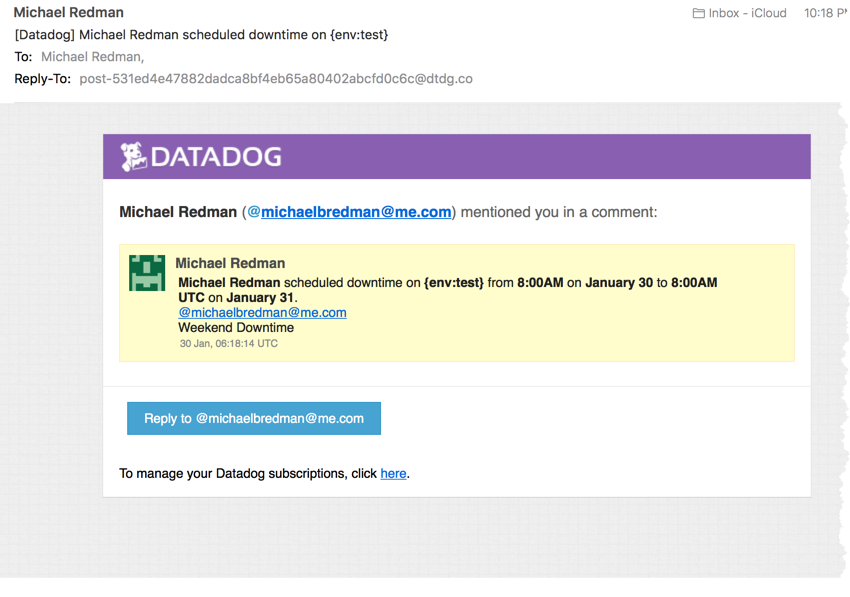 Michael Redman
Inbox - iCloud
10:18 P
[Datadog] Michael Redman scheduled downtime on {env:test}
To: Michael Redman,
Reply-To: post-531ed4e47882dadca8bf4eb65a80402abcfd0c6c@dtdg.co
DATADOG
Michael Redman (@michaelbredman@me.com) mentioned you in a comment:
Michael Redman
Michael Redman scheduled downtime on {env:test} from 8:00AM on January 30 to 8:00AM
UTC on January 31.
@michaelbredman@me.com
Weekend Downtime
30 Jan, 06:18:14 UTC
Reply to @michaelbredman@me.com
To manage your Datadog subscriptions, click here.